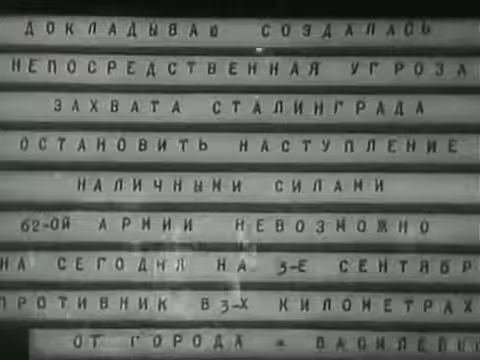 ДОКЛАДЫВАЮ СОЗДАЛАСЬ
НЕПОСРЕДСТВЕННАЯ УГРОЗА
ЗАХВАТА СТАЛИНГРАДА
ОСТАНОВИТЬ НАСТУПЛЕНИЕ
НАЛИЧНЫМИ СИЛАМИ
62-ОЙ АРМИИ НЕВОЗМОЖНО
НА СЕГОДНЯ НА 3-Е СЕНТЯБР
ПРОТИВНИК В 3-Х КИЛОМЕТРАХ
ОТ ГОРОДА = ВАСИЛЕВС